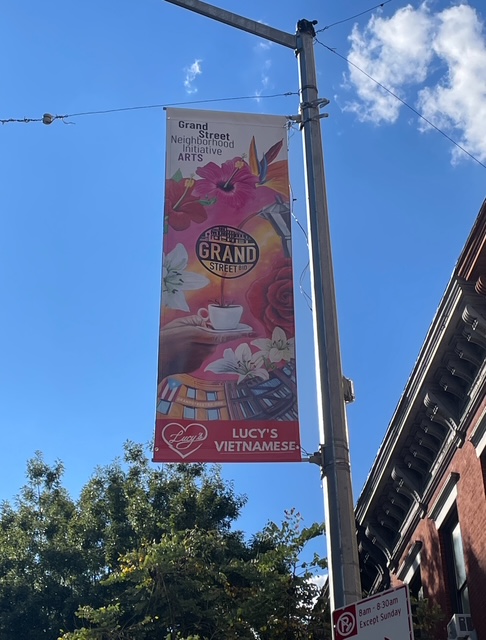 Grand
Street
Neighborhood
Initiative
ARTS
GRAND
STREET BID
Lucy's
LUCY'S
VIETNAMESE
P
8am - 8:30am
Except Sunday